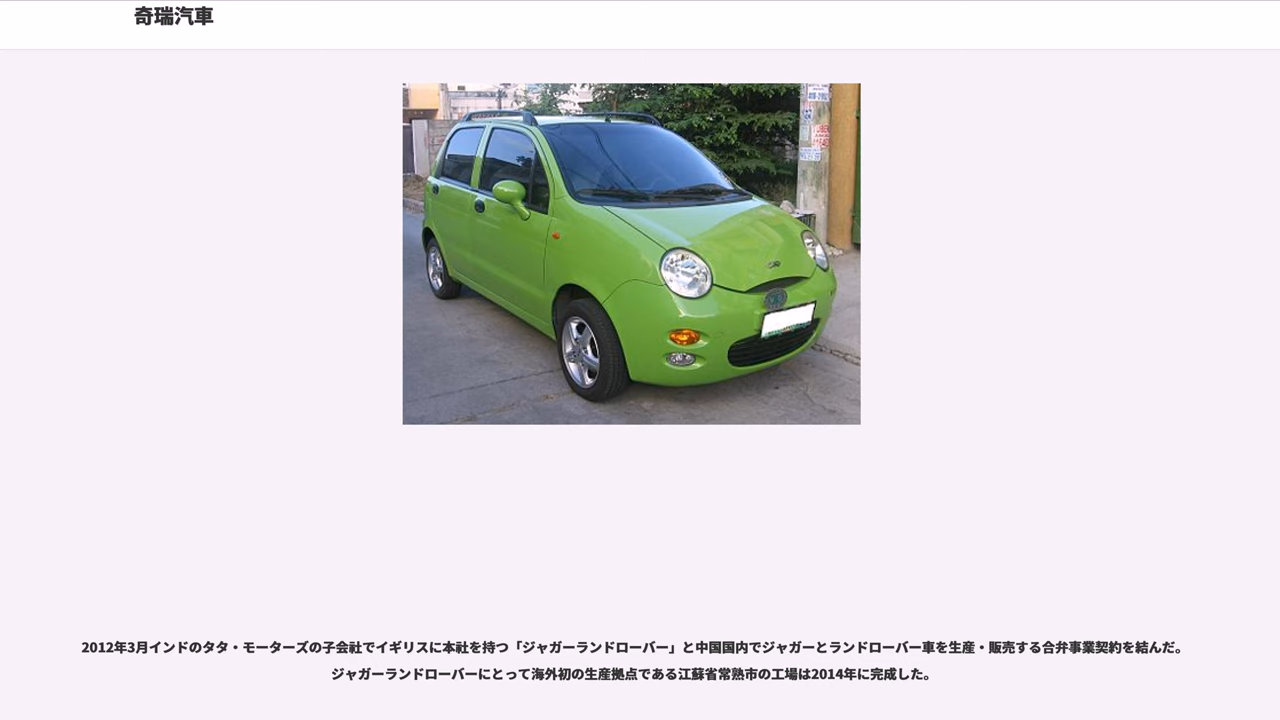 奇瑞汽車
2012年3月インドのタタ・モーターズの子会社でイギリスに本社を持つ「ジャガーランドローバー」と中国国内でジャガーとランドローバー車を生産・販売する合弁事業契約を結んだ。
ジャガーランドローバーにとって海外初の生産拠点である江蘇省常熟市の工場は2014年に完成した。